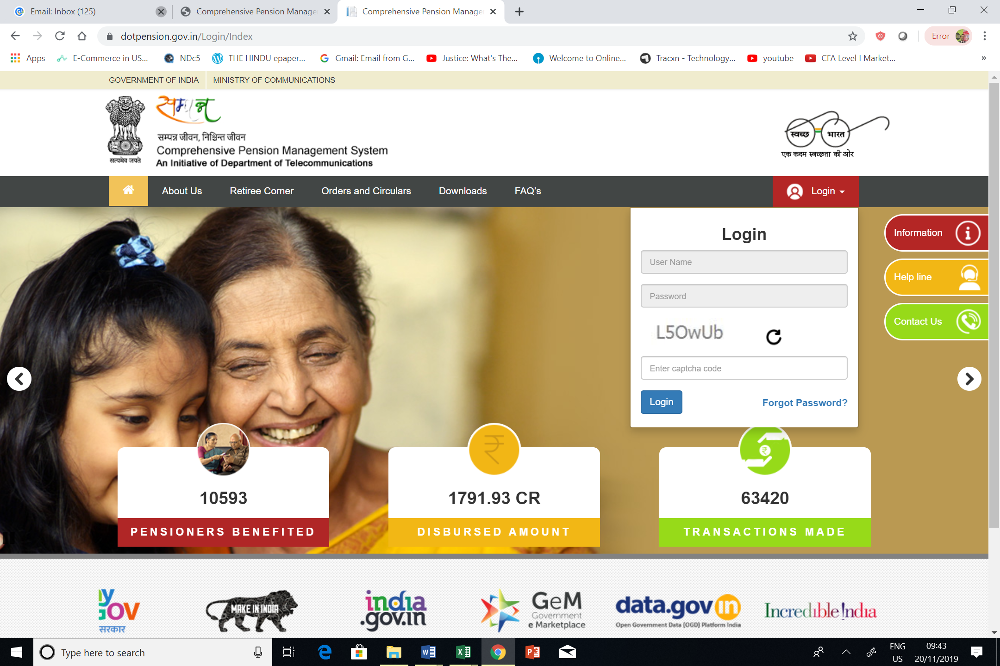 Email: Inbox (125)
Comprehensive Pension Manage
Comprehensive Pension Manage
dotpension.gov.in/Login/Index
Error
Apps
E-Commerce in US...
NDc5
THE HINDU epaper...
Gmail: Email from G...
Justice: What's The...
Welcome to Online...
Tracxn - Technology...
youtube
CFA Level I Market...
»
GOVERNMENT OF INDIA
MINISTRY OF COMMUNICATIONS
सम्पन्न
सत्यमेव जयते
सम्पन्न जीवन, निश्चिन्त जीवन
Comprehensive Pension Management System
An Initiative of Department of Telecommunications
स्वच्छ भारत
एक कदम स्वच्छता की ओर
About Us
Retiree Corner
Orders and Circulars
Downloads
FAQ's
Login
Login
User Name
Password
L5OwUb
Enter captcha code
Login
Forgot Password?
Information
Help line
Contact Us
₹
₹
10593
PENSIONERS BENEFITED
1791.93 CR
DISBURSED AMOUNT
63420
TRANSACTIONS MADE
GOV
सरकार
MAKE IN INDIA
india
.gov.in
GeM
Government
e Marketplace
data.gov in
Open Government Data (OGD) Platform India
Incredible !ndia
Type here to search
ENG
US
09:43
20/11/2019